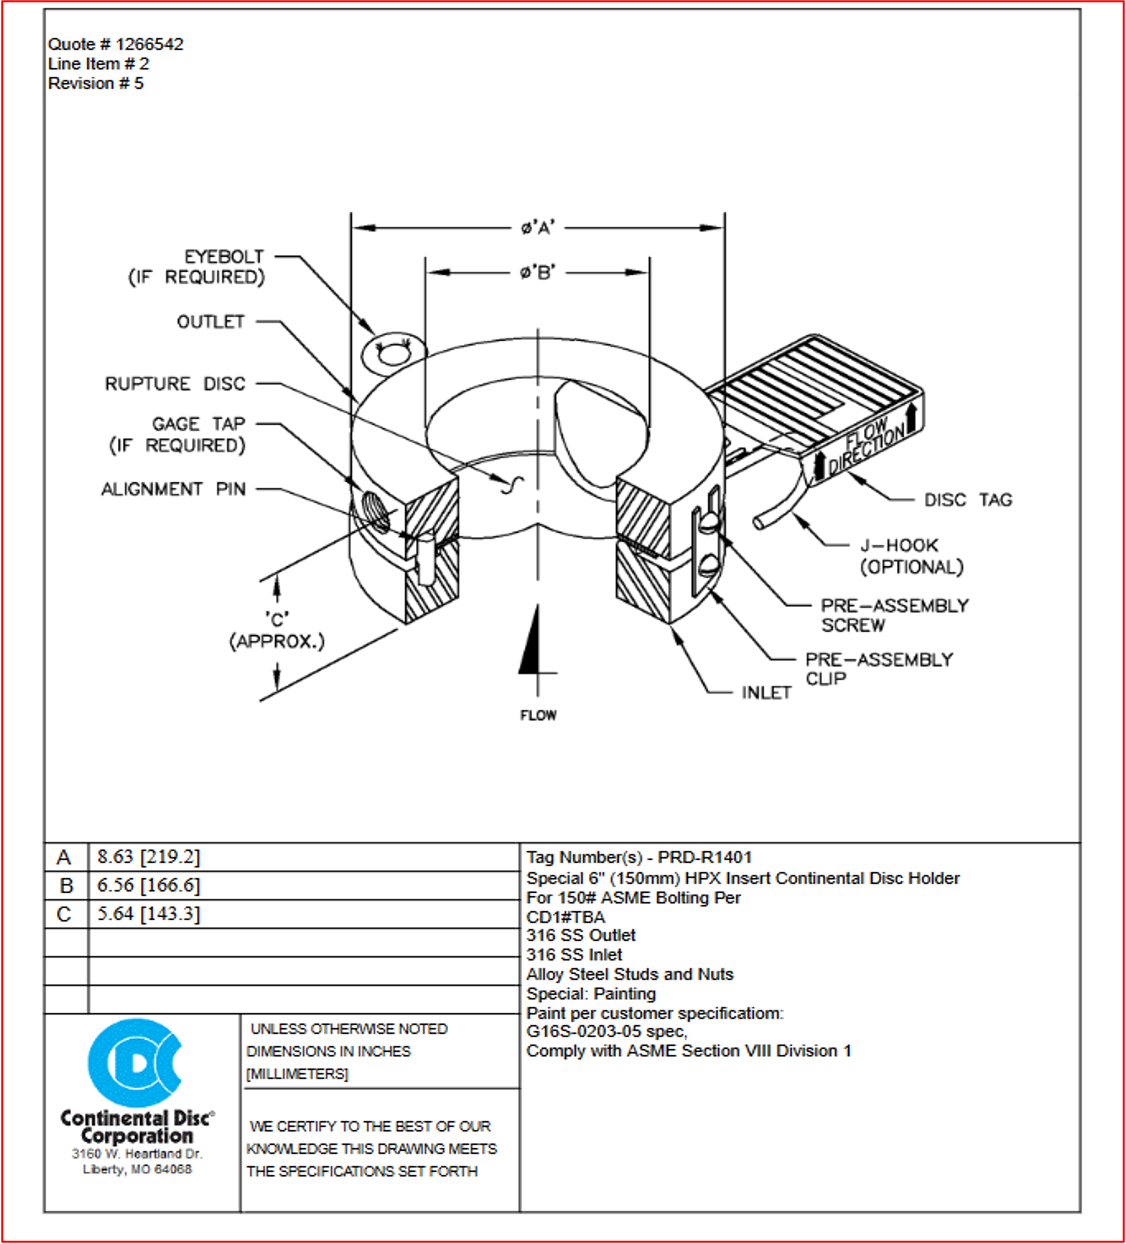 Quote # 1266542
Line Item # 2
Revision # 5
ø'A'
ø'B'
EYEBOLT
(IF REQUIRED)
OUTLET
RUPTURE DISC
GAGE TAP
(IF REQUIRED)
ALIGNMENT PIN
FLOW
DIRECTION
DISC TAG
J-HOOK
(OPTIONAL)
PRE-ASSEMBLY
SCREW
PRE-ASSEMBLY
CLIP
INLET
'C'
(APPROX.)
FLOW
A 8.63 [219.2]
B 6.56 [166.6]
C 5.64 [143.3]
Tag Number(s) - PRD-R1401
Special 6" (150mm) HPX Insert Continental Disc Holder
For 150# ASME Bolting Per
CD1#TBA
316 SS Outlet
316 SS Inlet
Alloy Steel Studs and Nuts
Special: Painting
Paint per customer specificatiom:
G16S-0203-05 spec,
Comply with ASME Section VIII Division 1
CDC
Continental Disc®
Corporation
3160 W. Heartland Dr.
Liberty, MO 64068
UNLESS OTHERWISE NOTED
DIMENSIONS IN INCHES
[MILLIMETERS]
WE CERTIFY TO THE BEST OF OUR
KNOWLEDGE THIS DRAWING MEETS
THE SPECIFICATIONS SET FORTH